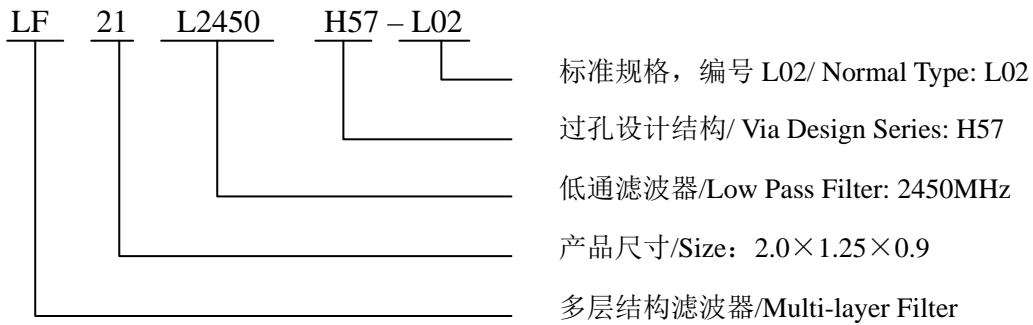 LF 21 L2450 H57 – L02
标准规格，编号 L02/ Normal Type: L02
过孔设计结构/ Via Design Series: H57
低通滤波器/Low Pass Filter: 2450MHz
产品尺寸/Size：2.0×1.25×0.9
多层结构滤波器/Multi-layer Filter